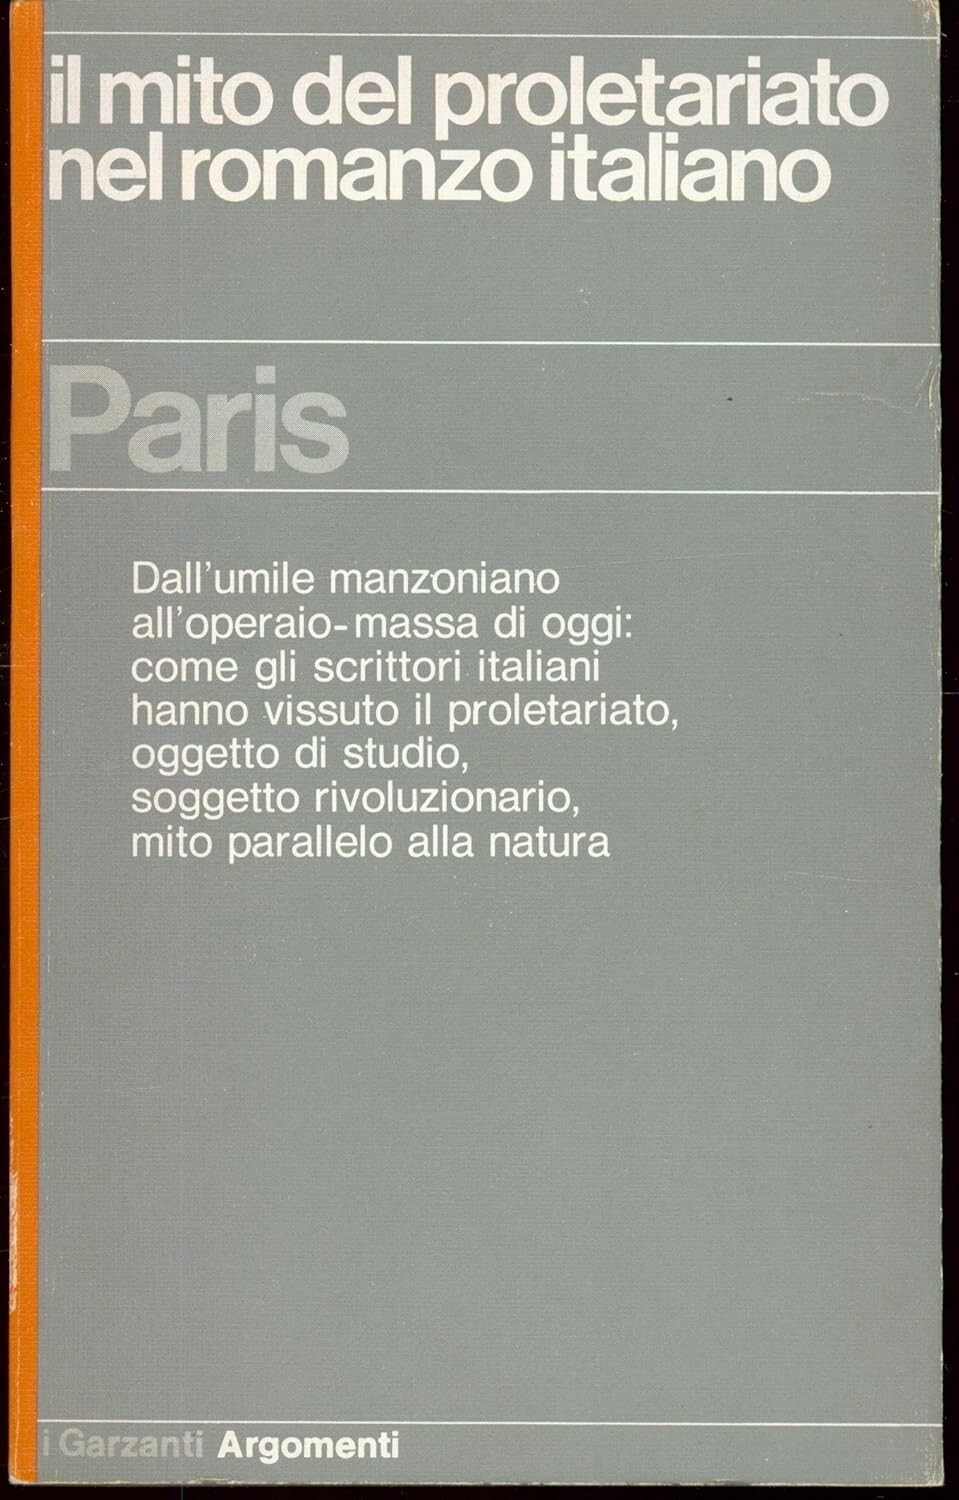 il mito del proletariato
nel romanzo italiano
Paris
Dall'umile manzoniano
all'operaio-massa di oggi:
come gli scrittori italiani
hanno vissuto il proletariato,
oggetto di studio,
soggetto rivoluzionario,
mito parallelo alla natura
i Garzanti Argomenti